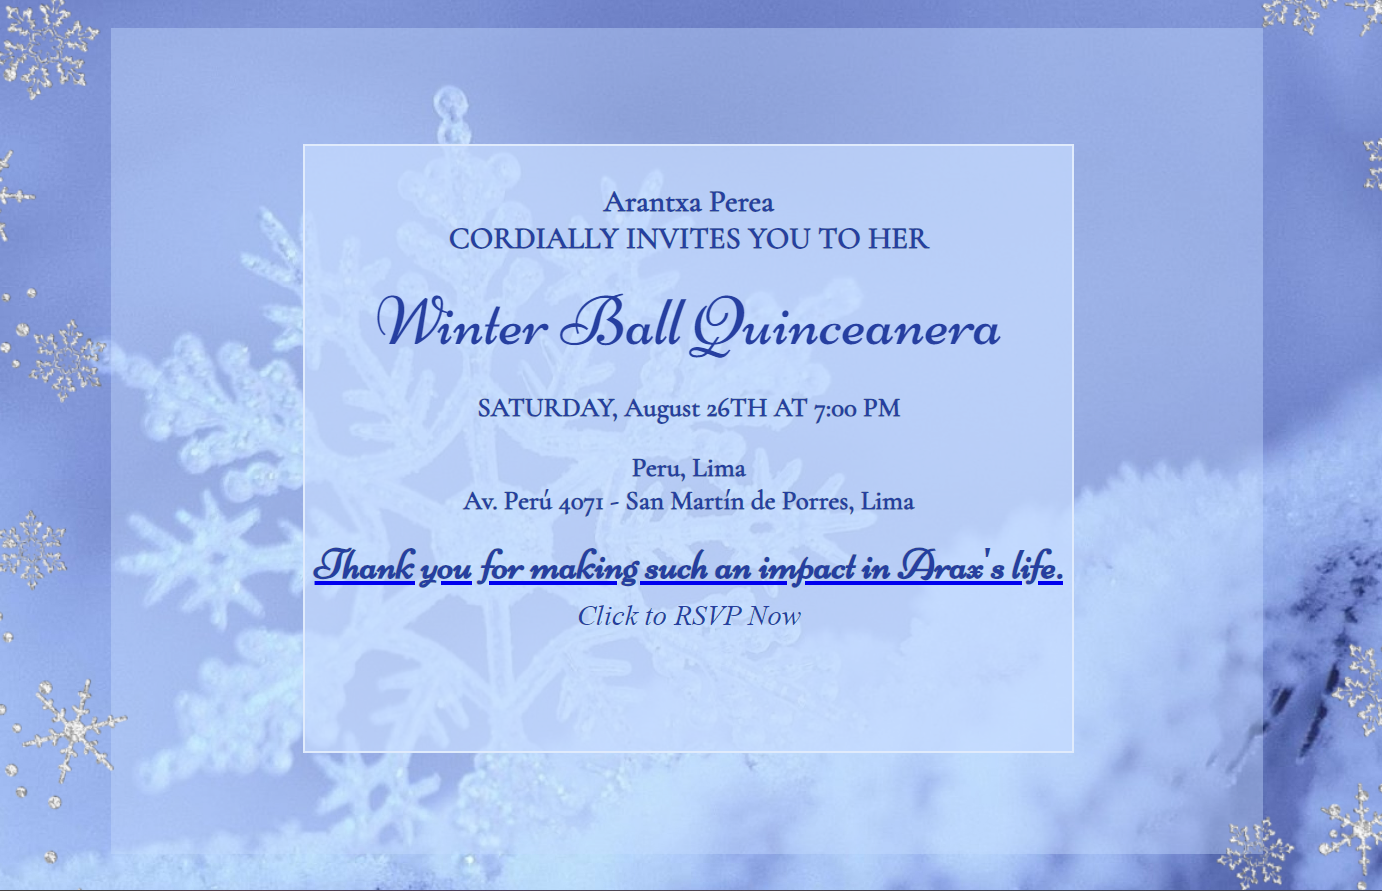 Arantxa Perea
CORDIALLY INVITES YOU TO HER
Winter Ball Quinceanera
SATURDAY, August 26TH AT 7:00 PM
Peru, Lima
Av. Perú 4071 - San Martín de Porres, Lima
Thank you for making such an impact in Arax's life.
Click to RSVP Now